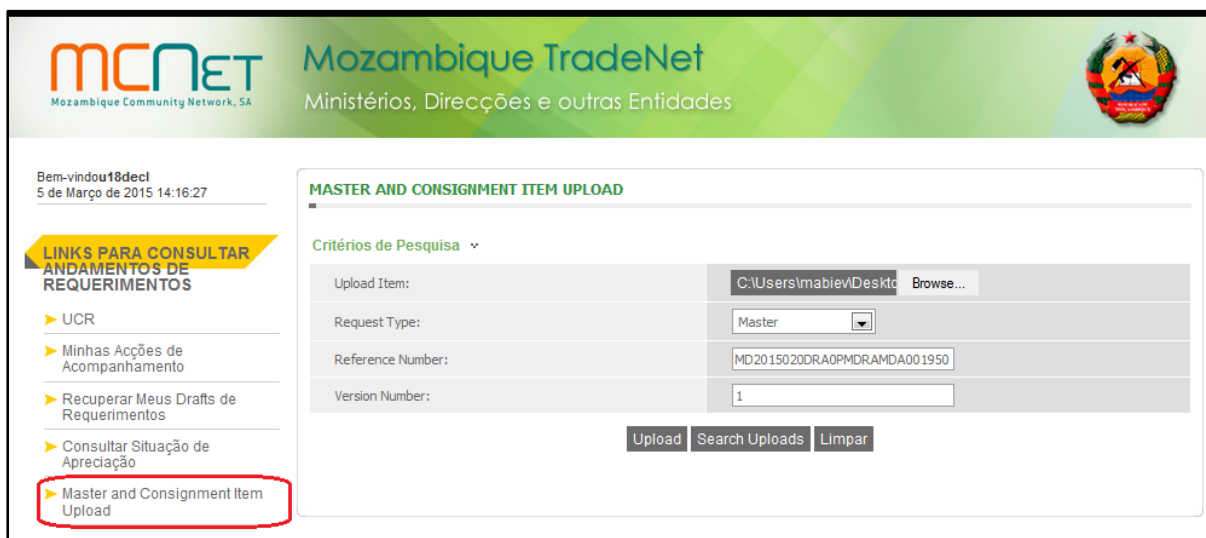 mcnet
Mozambique Community Network, SA
Mozambique TradeNet
Ministérios, Direcções e outras Entidades
Bem-vindou18decl
5 de Março de 2015 14:16:27
LINKS PARA CONSULTAR
ANDAMENTOS DE
REQUERIMENTOS
UCR
Minhas Acções de
Acompanhamento
Recuperar Meus Drafts de
Requerimentos
Consultar Situação de
Apreciação
Master and Consignment Item
Upload
MASTER AND CONSIGNMENT ITEM UPLOAD
Critérios de Pesquisa
Upload Item: C:\Users\mabiev\Deskto Browse...
Request Type: Master
Reference Number: MD2015020DRA0PMDRAMDA001950
Version Number: 1
Upload Search Uploads Limpar